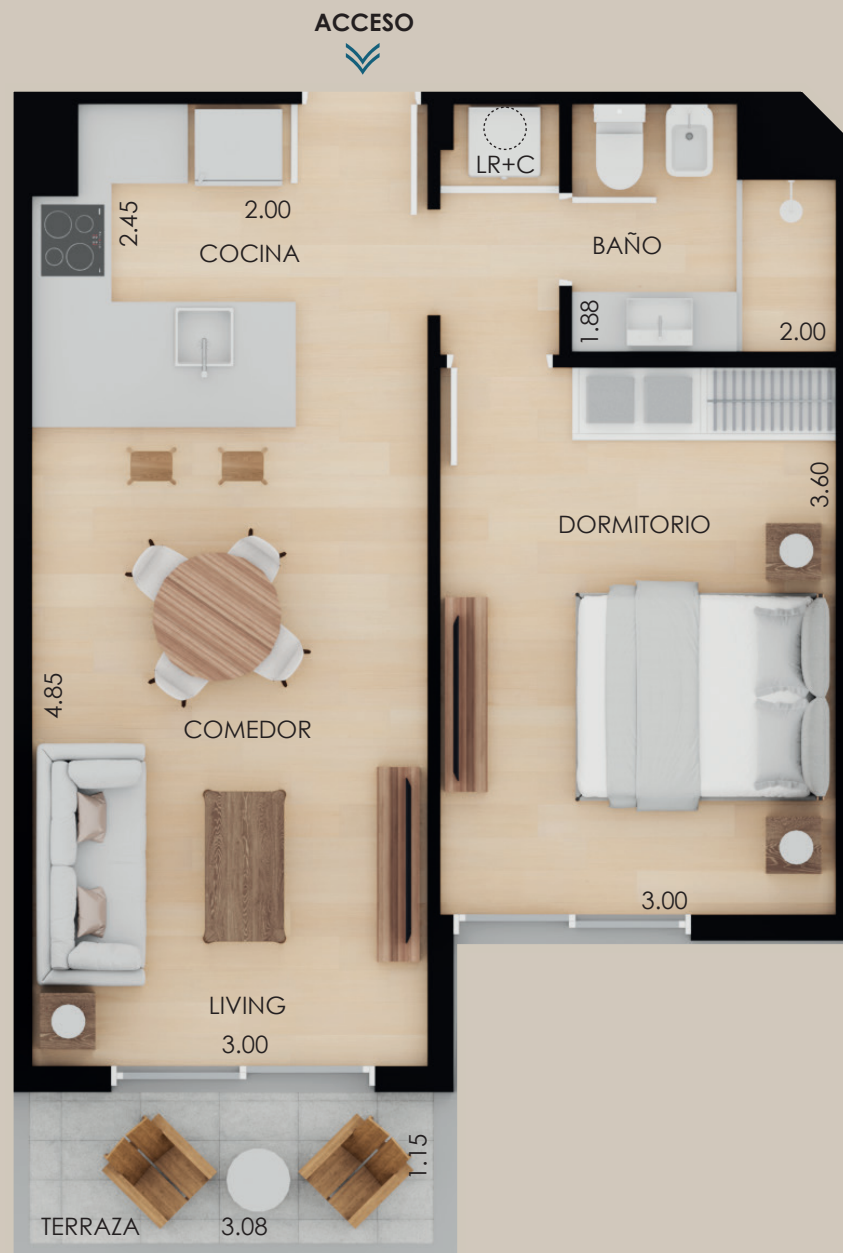 ACCESO
LR+C
2.45
2.00
COCINA
BAÑO
1.88
2.00
3.60
DORMITORIO
4.85
COMEDOR
3.00
LIVING
3.00
1.15
TERRAZA
3.08